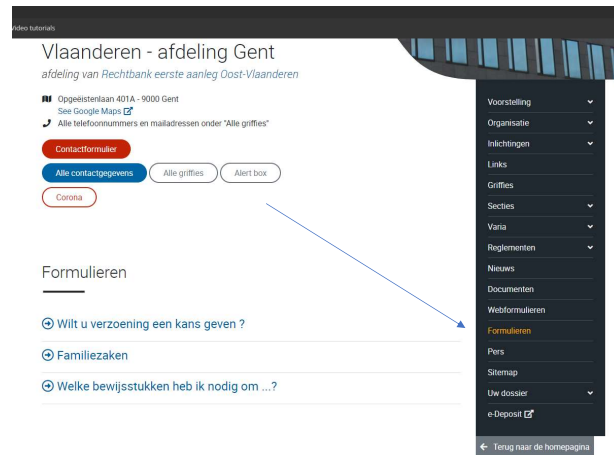 Video tutorials
Vlaanderen - afdeling Gent
afdeling van Rechtbank eerste aanleg Oost-Vlaanderen
Opgeëistenlaan 401A - 9000 Gent
See Google Maps
Alle telefoonnummers en mailadressen onder "Alle griffies"
Contactformulier
Alle contactgegevens
Alle griffies
Alert box
Corona
Formulieren
Wilt u verzoening een kans geven ?
Familiezaken
Welke bewijsstukken heb ik nodig om ...?
Voorstelling
Organisatie
Inlichtingen
Links
Griffies
Secties
Varia
Reglementen
Nieuws
Documenten
Webformulieren
Formulieren
Pers
Sitemap
Uw dossier
e-Deposit
Terug naar de homepagina